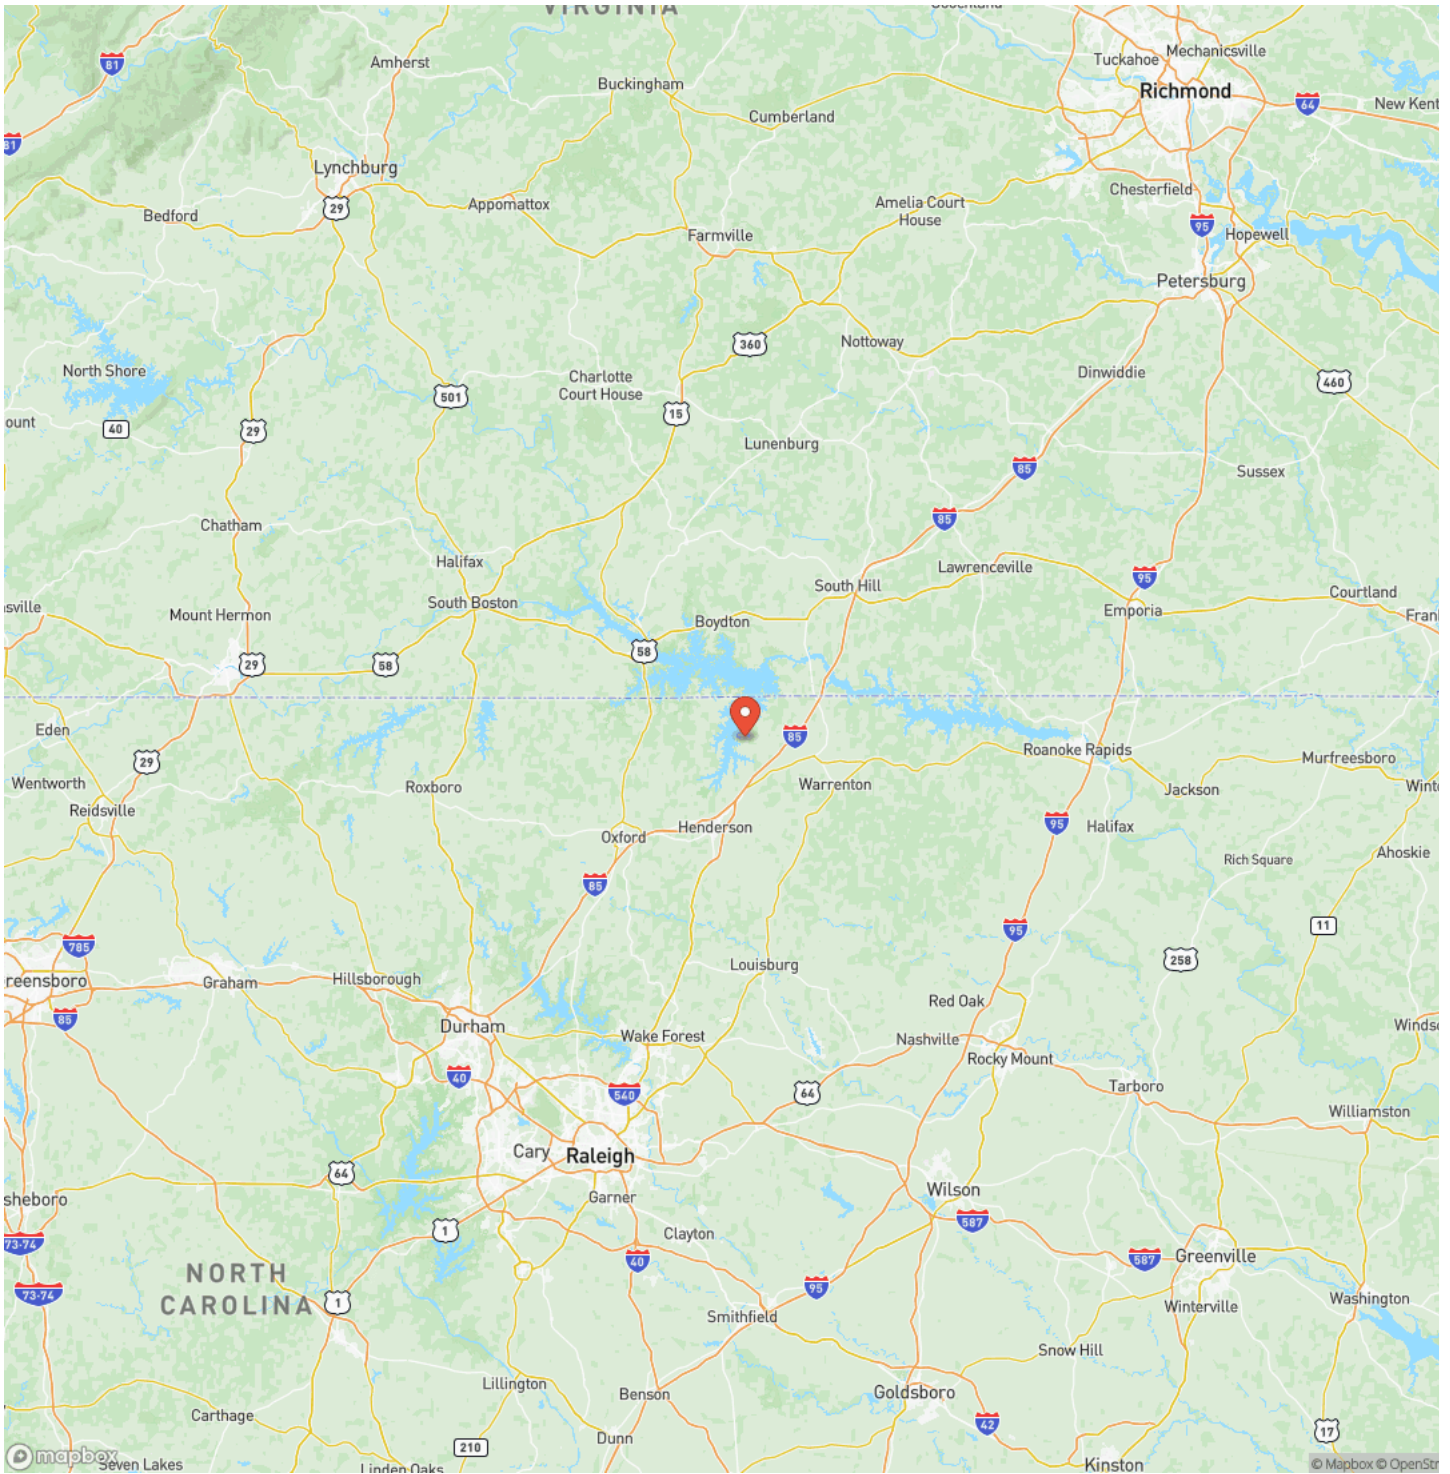 VIRGINIA
81
Amherst
Tuckahoe
Mechanicsville
Buckingham
Richmond
64
New Kent
Cumberland
81
Lynchburg
29
Bedford
Appomattox
Chesterfield
Amelia Court
House
95
Farmville
Hopewell
Petersburg
360
Nottoway
North Shore
Charlotte
Court House
Dinwiddie
460
501
15
ount
40
29
Lunenburg
85
Sussex
Chatham
85
Halifax
South Hill
Lawrenceville
95
Courtland
sville
Mount Hermon
South Boston
Boydton
Emporia
Fran
58
29
58
Eden
85
Roanoke Rapids
29
Murfreesboro
Wentworth
Roxboro
Warrenton
Jackson
Wint
Reidsville
Oxford
Henderson
95
Halifax
Rich Square
Ahoskie
85
785
95
11
reensboro
Graham
Hillsborough
Louisburg
258
85
Durham
Red Oak
Wake Forest
Nashville
Winds
Rocky Mount
40
540
64
Tarboro
Williamston
Cary
Raleigh
64
sheboro
Garner
Wilson
1
Clayton
587
73-74
40
587
Greenville
NORTH
CAROLINA
73-74
1
95
Washington
Smithfield
Winterville
Snow Hill
Lillington
Benson
Goldsboro
Carthage
42
17
Dunn
210
mapbox
Seven Lakes
Linden Oaks
Kinston
© Mapbox © OpenStr